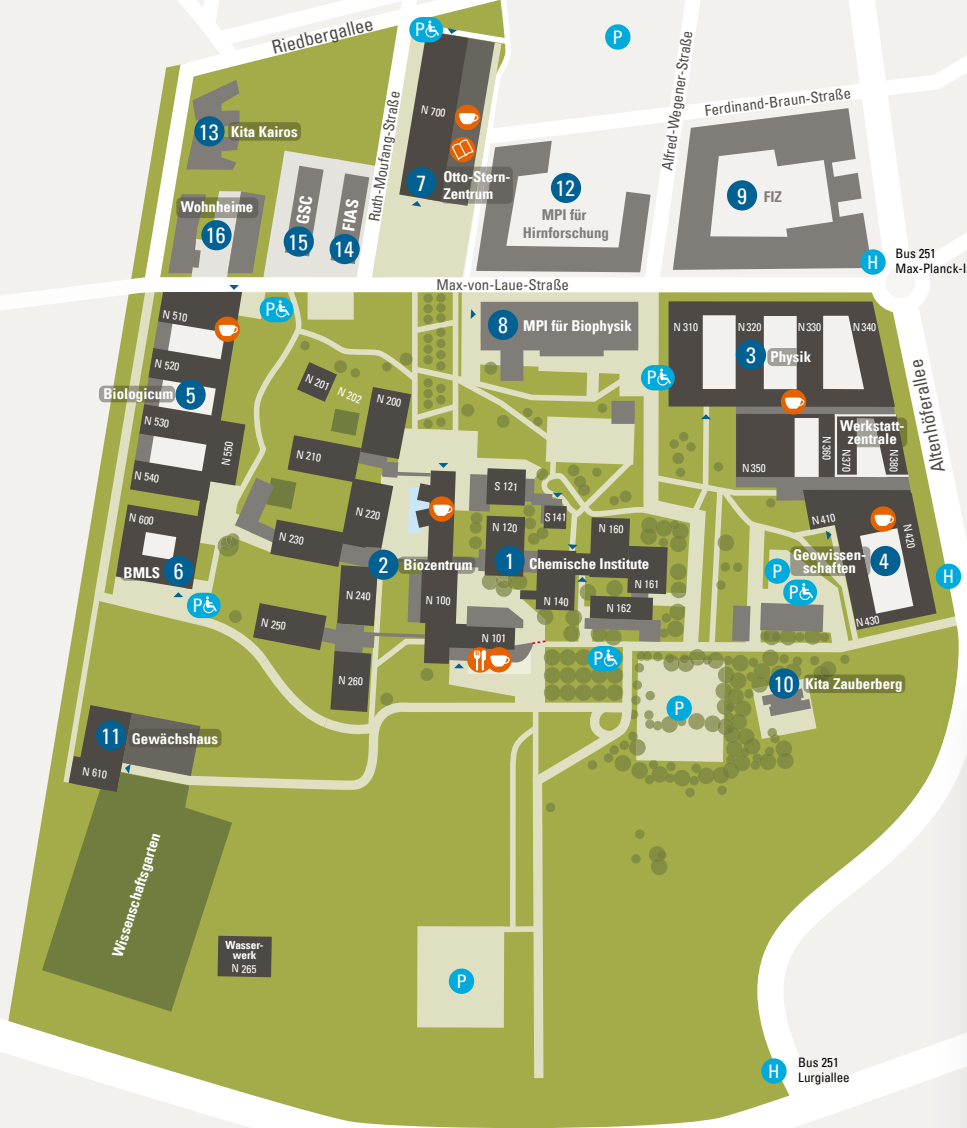 Riedbergallee
P
P
Alfred-Wegener-Straße
Ferdinand-Braun-Straße
Ruth-Moufang-Straße
N 700
13 Kita Kairos
7 Otto-Stern-
Zentrum
12
MPI für
Hirnforschung
9 FIZ
Wohnheime
16
GSC
15
FIAS
14
H
Bus 251
Max-Planck-I
Max-von-Laue-Straße
P
N 510
N 520
Biologicum 5
N 530
N 540
N 550
8 MPI für Biophysik
N 310
N 320
N 330
N 340
3 Physik
P
Altenhöferallee
N 201
N 202
N 200
N 210
N 220
N 230
Werkstatt-
zentrale
N 350
N 360
N370
N 380
N 600
BMLS 6
P
S 121
S 141
N 120
N 160
2 Biozentrum
1 Chemische Institute
N 161
N 140
N 162
N 410
N 420
Geowissen-
schaften 4
P
P
H
N 430
N 240
N 250
N 260
N 100
N 101
P
10 Kita Zauberberg
P
11 Gewächshaus
N 610
Wissenschaftsgarten
Wasser-
werk
N 265
P
H
Bus 251
Lurgiallee